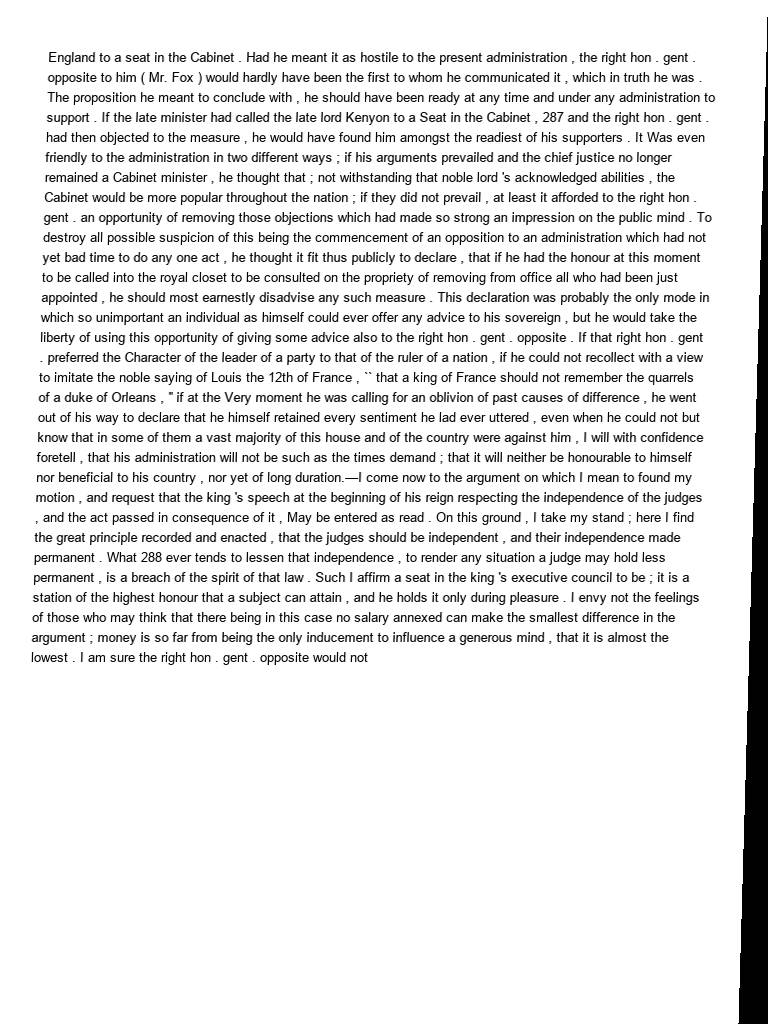 England to a seat in the Cabinet . Had he meant it as hostile to the present administration , the right hon . gent .
opposite to him ( Mr. Fox ) would hardly have been the first to whom he communicated it , which in truth he was .
The proposition he meant to conclude with , he should have been ready at any time and under any administration to
support . If the late minister had called the late lord Kenyon to a Seat in the Cabinet , 287 and the right hon . gent .
had then objected to the measure , he would have found him amongst the readiest of his supporters . It Was even
friendly to the administration in two different ways ; if his arguments prevailed and the chief justice no longer
remained a Cabinet minister , he thought that ; not withstanding that noble lord 's acknowledged abilities , the
Cabinet would be more popular throughout the nation ; if they did not prevail , at least it afforded to the right hon .
gent . an opportunity of removing those objections which had made so strong an impression on the public mind . To
destroy all possible suspicion of this being the commencement of an opposition to an administration which had not
yet bad time to do any one act , he thought it fit thus publicly to declare , that if he had the honour at this moment
to be called into the royal closet to be consulted on the propriety of removing from office all who had been just
appointed , he should most earnestly disadvise any such measure . This declaration was probably the only mode in
which so unimportant an individual as himself could ever offer any advice to his sovereign , but he would take the
liberty of using this opportunity of giving some advice also to the right hon . gent . opposite . If that right hon . gent
. preferred the Character of the leader of a party to that of the ruler of a nation , if he could not recollect with a view
to imitate the noble saying of Louis the 12th of France , `` that a king of France should not remember the quarrels
of a duke of Orleans , " if at the Very moment he was calling for an oblivion of past causes of difference , he went
out of his way to declare that he himself retained every sentiment he lad ever uttered , even when he could not but
know that in some of them a vast majority of this house and of the country were against him , I will with confidence
foretell , that his administration will not be such as the times demand ; that it will neither be honourable to himself
nor beneficial to his country , nor yet of long duration.—I come now to the argument on which I mean to found my
motion , and request that the king 's speech at the beginning of his reign respecting the independence of the judges
, and the act passed in consequence of it , May be entered as read . On this ground , I take my stand ; here I find
the great principle recorded and enacted , that the judges should be independent , and their independence made
permanent . What 288 ever tends to lessen that independence , to render any situation a judge may hold less
permanent , is a breach of the spirit of that law . Such I affirm a seat in the king 's executive council to be ; it is a
station of the highest honour that a subject can attain , and he holds it only during pleasure . I envy not the feelings
of those who may think that there being in this case no salary annexed can make the smallest difference in the
argument ; money is so far from being the only inducement to influence a generous mind , that it is almost the
lowest . I am sure the right hon . gent . opposite would not